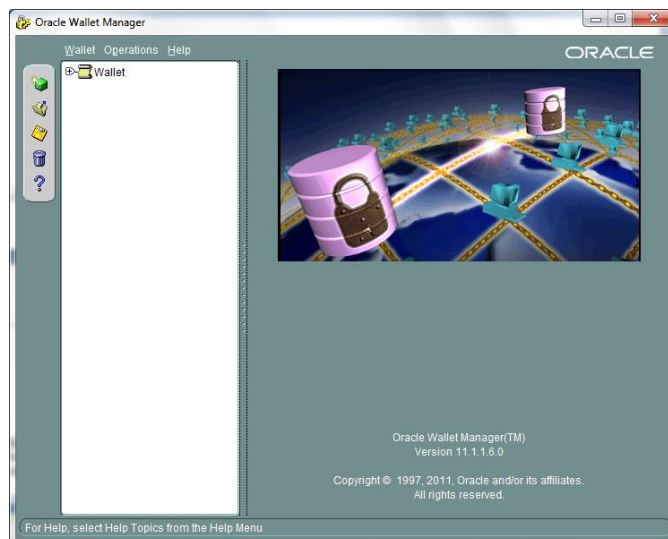 Oracle Wallet Manager
Wallet Operations Help
ORACLE
Wallet
Oracle Wallet Manager(TM)
Version 11.1.1.6.0
Copyright © 1997, 2011, Oracle and/or its affiliates.
All rights reserved.
For Help, select Help Topics from the Help Menu